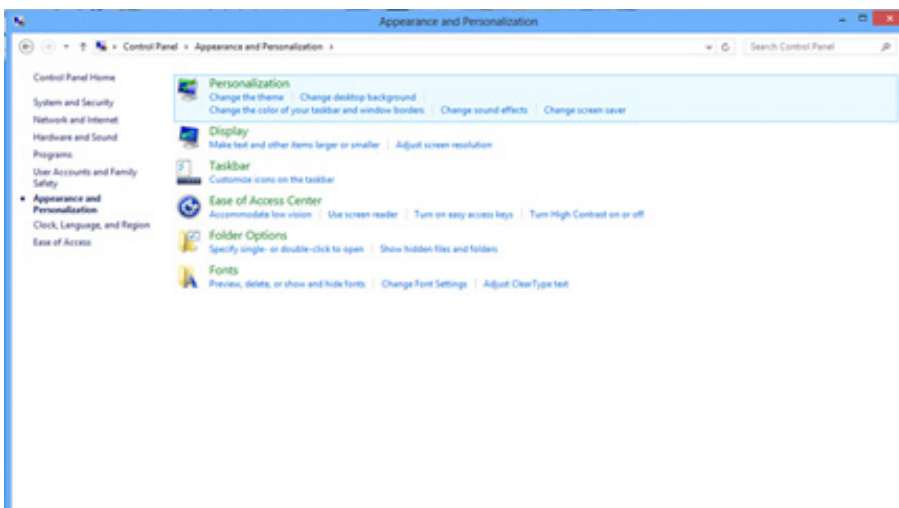 Appearance and Personalization
Control Panel Appearance and Personalization
Search Control Panel
Control Panel Home
System and Security
Network and Internet
Hardware and Sound
Programs
User Accounts and Family
Safety
Appearance and
Personalization
Clock, Language, and Region
Ease of Access
Personalization
Change the theme Change desktop background
Change the color of your taskbar and window borders Change sound effects Change screen saver
Display
Make text and other items larger or smaller Adjust screen resolution
Taskbar
Customize icons on the taskbar
Ease of Access Center
Accommodate low vision Use screen reader Turn on easy access keys Turn High Contrast on or off
Folder Options
Specify single- or double-click to open Show hidden files and folders
Fonts
Preview, delete, or show and hide fonts Change Font Settings Adjust ClearType text